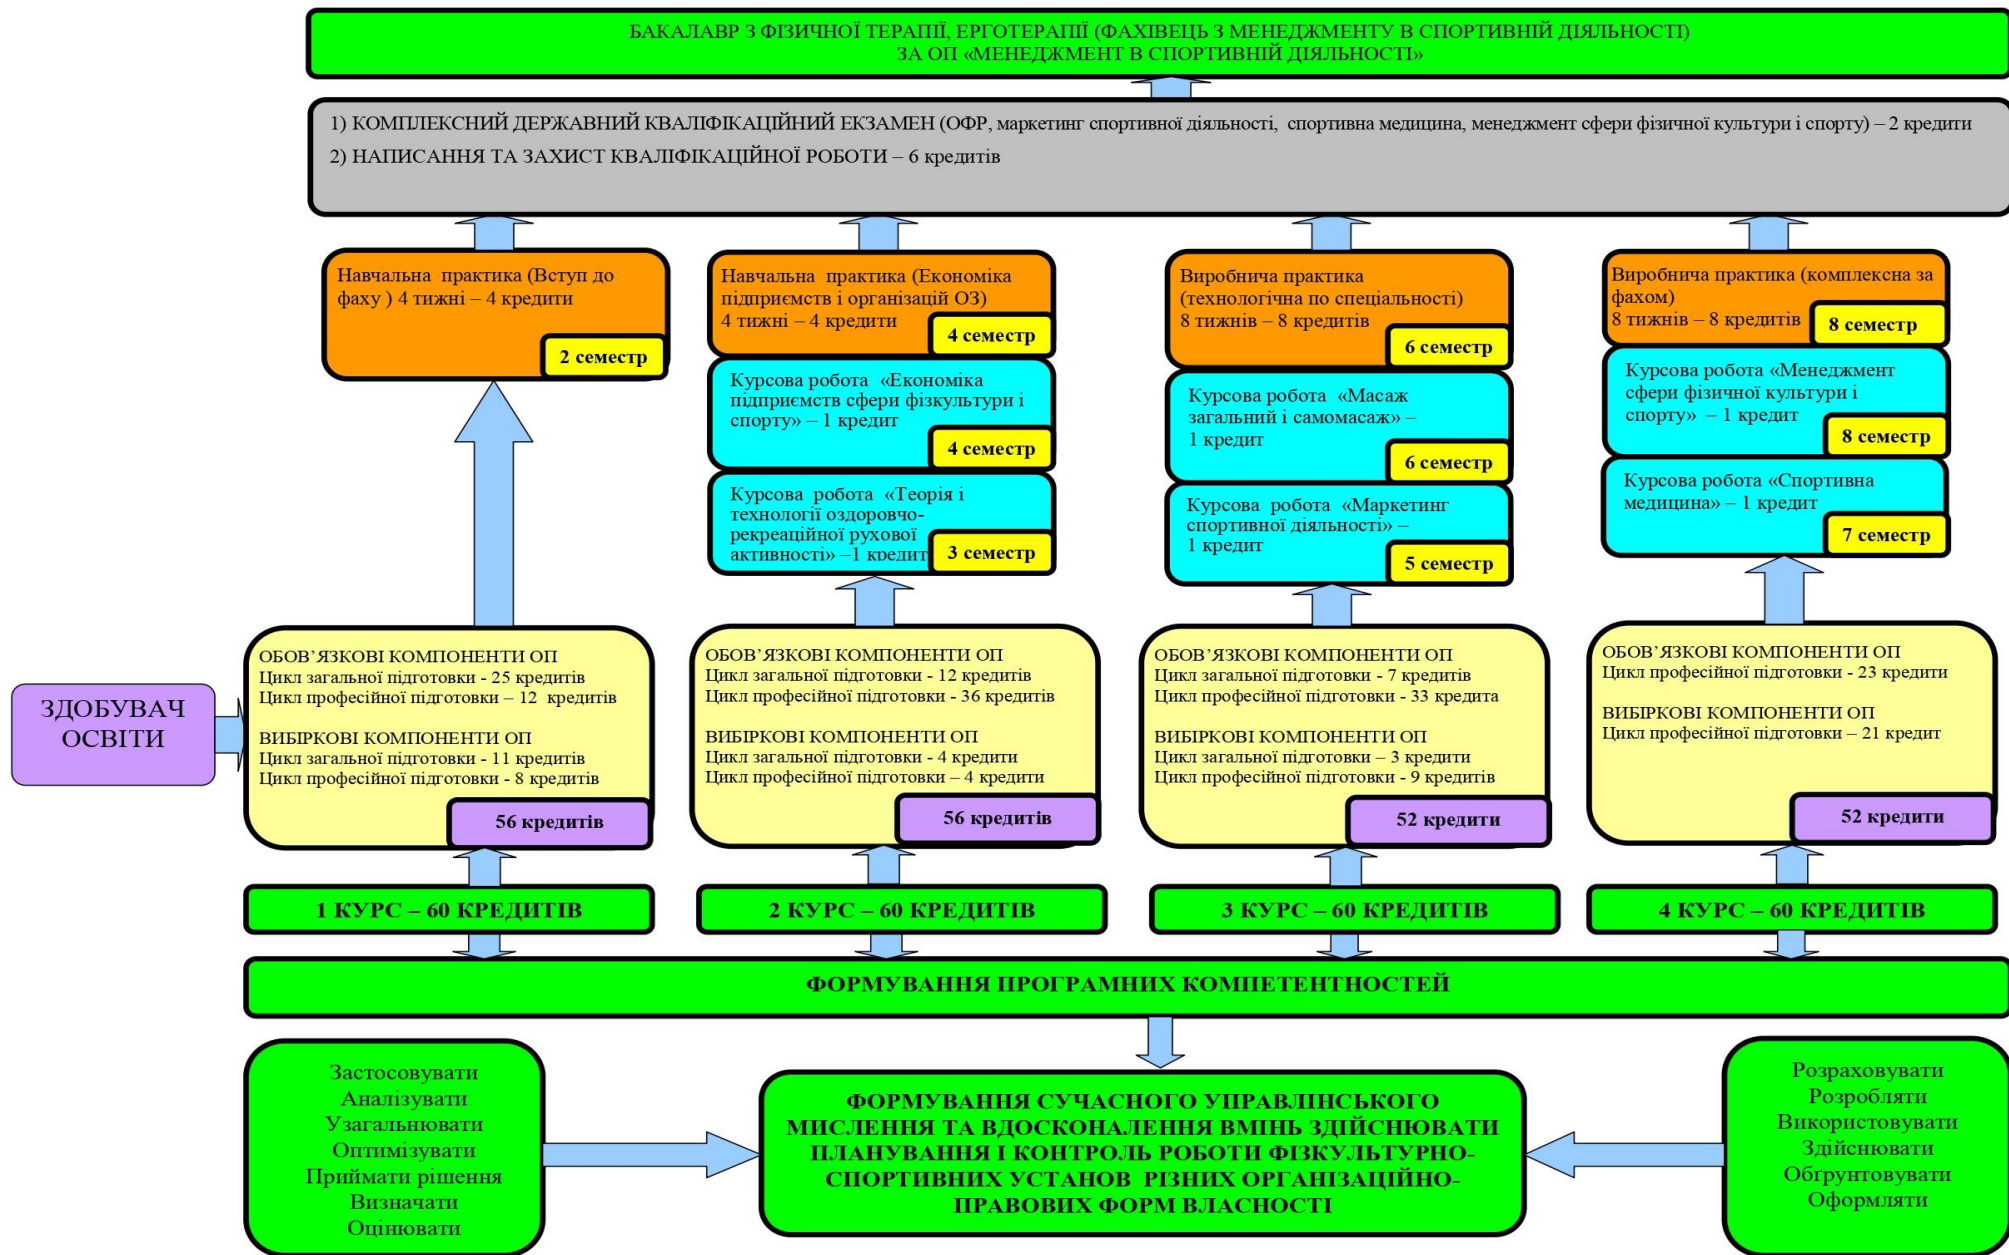 БАКАЛАВР З ФІЗИЧНОЇ ТЕРАПІЇ, ЕРГОТЕРАПІЇ (ФАХІВЕЦЬ З МЕНЕДЖМЕНТУ В СПОРТИВНІЙ ДІЯЛЬНОСТІ)
ЗА ОП «МЕНЕДЖМЕНТ В СПОРТИВНІЙ ДІЯЛЬНОСТІ»
1) КОМПЛЕКСНИЙ ДЕРЖАВНИЙ КВАЛІФІКАЦІЙНИЙ ЕКЗАМЕН (ОФР, маркетинг спортивної діяльності, спортивна медицина, менеджмент сфери фізичної культури і спорту) – 2 кредити
2) НАПИСАННЯ ТА ЗАХИСТ КВАЛІФІКАЦІЙНОЇ РОБОТИ – 6 кредитів
Навчальна практика (Вступ до
фаху ) 4 тижні – 4 кредити
2 семестр
Навчальна практика (Економіка
підприємств і організацій ОЗ)
4 тижні – 4 кредити
4 семестр
Курсова робота «Економіка
підприємств сфери фізкультури і
спорту» – 1 кредит
4 семестр
Курсова робота «Теорія і
технології оздоровчо-
рекреаційної рухової
активності» –1 кредит
3 семестр
Виробнича практика
(технологічна по спеціальності)
8 тижнів – 8 кредитів
6 семестр
Курсова робота «Масаж
загальний і самомасаж» –
1 кредит
6 семестр
Курсова робота «Маркетинг
спортивної діяльності» –
1 кредит
5 семестр
Виробнича практика (комплексна за
фахом)
8 тижнів – 8 кредитів
8 семестр
Курсова робота «Менеджмент
сфери фізичної культури і
спорту» – 1 кредит
8 семестр
Курсова робота «Спортивна
медицина» – 1 кредит
7 семестр
ЗДОБУВАЧ
ОСВІТИ
ОБОВ’ЯЗКОВІ КОМПОНЕНТИ ОП
Цикл загальної підготовки - 25 кредитів
Цикл професійної підготовки – 12 кредитів
ВИБІРКОВІ КОМПОНЕНТИ ОП
Цикл загальної підготовки - 11 кредитів
Цикл професійної підготовки - 8 кредитів
56 кредитів
ОБОВ’ЯЗКОВІ КОМПОНЕНТИ ОП
Цикл загальної підготовки - 12 кредитів
Цикл професійної підготовки - 36 кредитів
ВИБІРКОВІ КОМПОНЕНТИ ОП
Цикл загальної підготовки - 4 кредити
Цикл професійної підготовки – 4 кредити
56 кредитів
ОБОВ’ЯЗКОВІ КОМПОНЕНТИ ОП
Цикл загальної підготовки - 7 кредитів
Цикл професійної підготовки - 33 кредита
ВИБІРКОВІ КОМПОНЕНТИ ОП
Цикл загальної підготовки – 3 кредити
Цикл професійної підготовки - 9 кредитів
52 кредити
ОБОВ’ЯЗКОВІ КОМПОНЕНТИ ОП
Цикл професійної підготовки - 23 кредити
ВИБІРКОВІ КОМПОНЕНТИ ОП
Цикл професійної підготовки – 21 кредит
52 кредити
1 КУРС – 60 КРЕДИТІВ
2 КУРС – 60 КРЕДИТІВ
3 КУРС – 60 КРЕДИТІВ
4 КУРС – 60 КРЕДИТІВ
ФОРМУВАННЯ ПРОГРАМНИХ КОМПЕТЕНТНОСТЕЙ
Застосовувати
Аналізувати
Узагальнювати
Оптимізувати
Приймати рішення
Визначати
Оцінювати
ФОРМУВАННЯ СУЧАСНОГО УПРАВЛІНСЬКОГО
МИСЛЕННЯ ТА ВДОСКОНАЛЕННЯ ВМІНЬ ЗДІЙСНЮВАТИ
ПЛАНУВАННЯ І КОНТРОЛЬ РОБОТИ ФІЗКУЛЬТУРНО-
СПОРТИВНИХ УСТАНОВ РІЗНИХ ОРГАНІЗАЦІЙНО-
ПРАВОВИХ ФОРМ ВЛАСНОСТІ
Розраховувати
Розробляти
Використовувати
Здійснювати
Обґрунтовувати
Оформляти